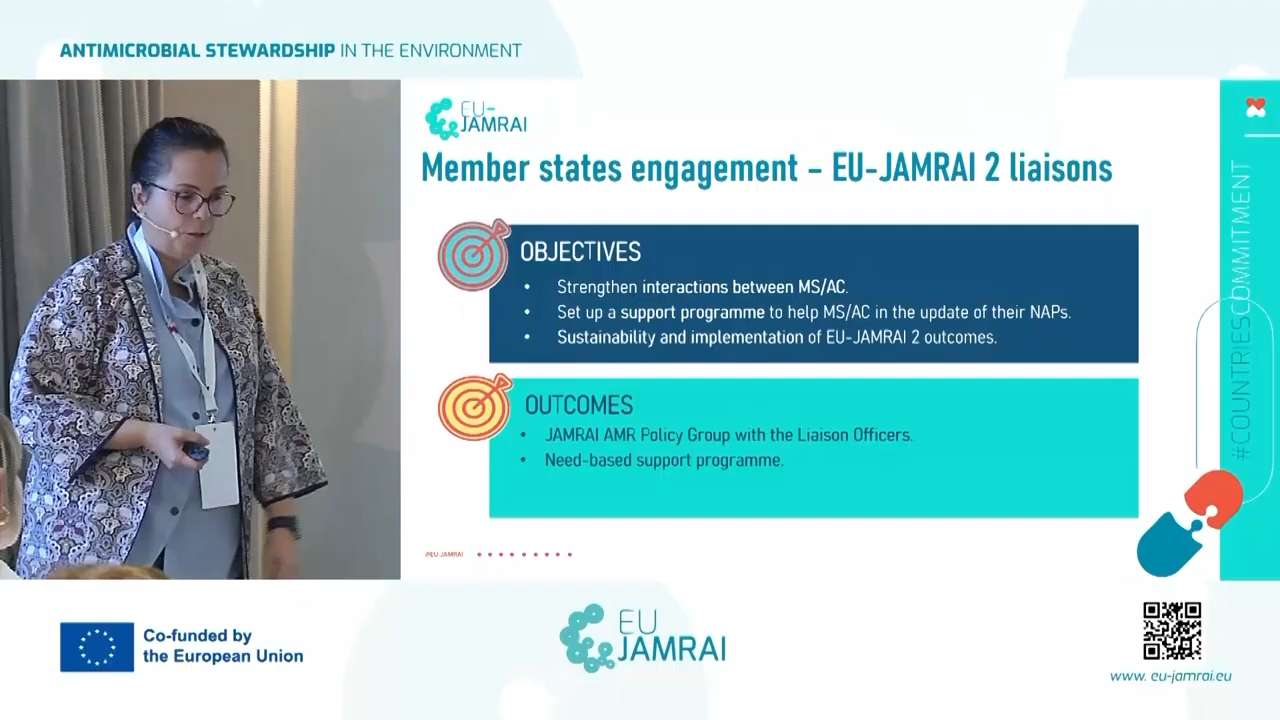 ANTIMICROBIAL STEWARDSHIP IN THE ENVIRONMENT
EU-
JAMRAI
Member states engagement – EU-JAMRAI 2 liaisons
OBJECTIVES
• Strengthen interactions between MS/AC.
• Set up a support programme to help MS/AC in the update of their NAPs.
• Sustainability and implementation of EU-JAMRAI 2 outcomes.
OUTCOMES
• JAMRAI AMR Policy Group with the Liaison Officers.
• Need-based support programme.
#EU-JAMRAI
#COUNTRIESCOMMITMENT
Co-funded by
the European Union
EU
JAMRAI
www. eu-jamrai.eu